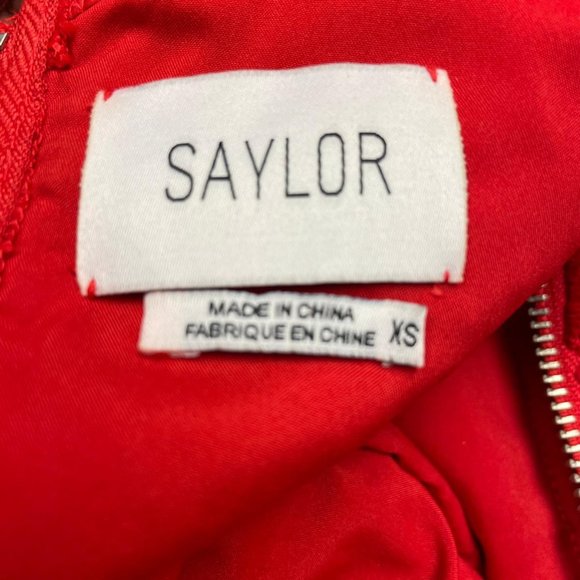 SAYLOR
MADE IN CHINA
FABRIQUE EN CHINE XS